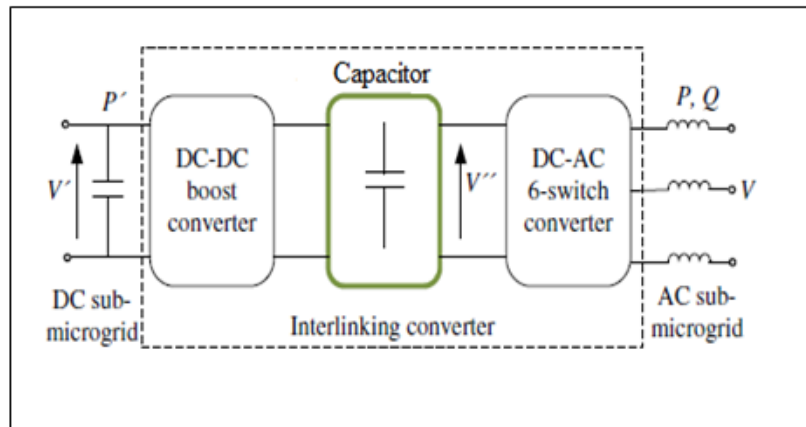 Capacitor
P´
P, Q
DC-DC
boost
converter
V´
V´´
DC-AC
6-switch
converter
V
DC sub-
microgrid
Interlinking converter
AC sub-
microgrid